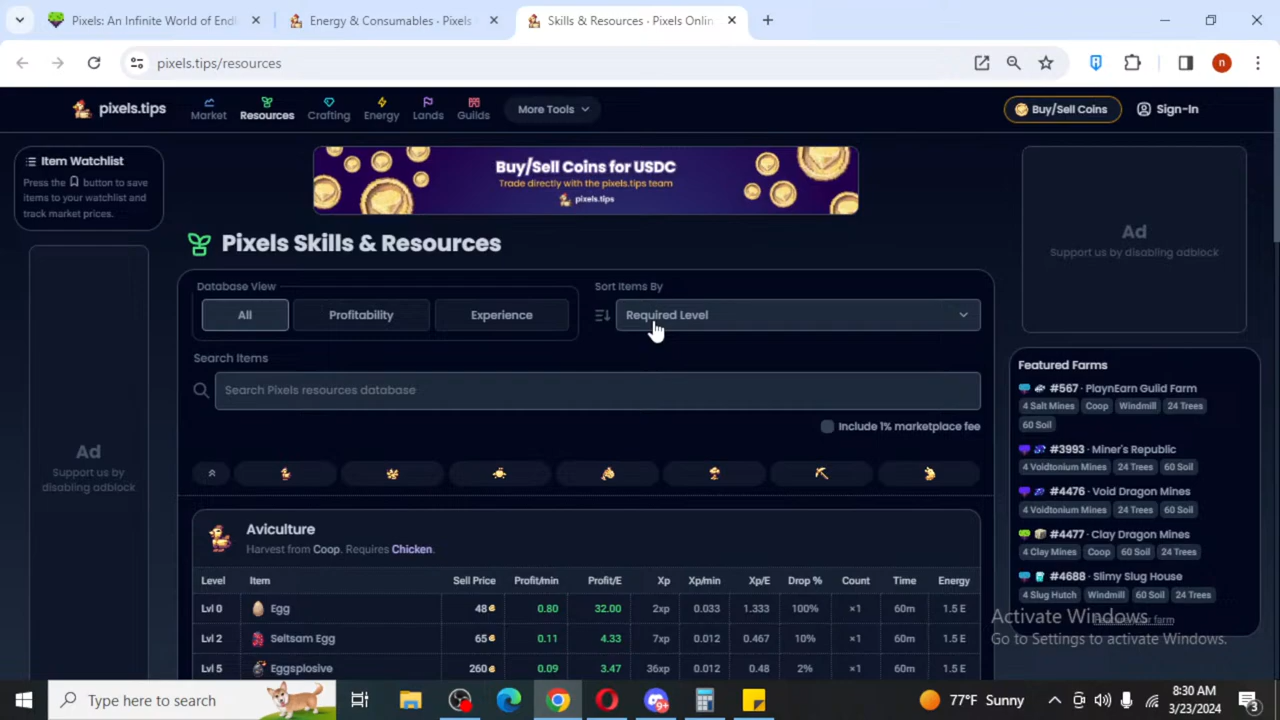 Pixels: An Infinite World of End
Energy & Consumables - Pixels
Skills & Resources - Pixels Onlin
pixels.tips/resources
n
pixels.tips
Market
Resources
Crafting
Energy
Lands
Guilds
More Tools
Buy/Sell Coins
Sign-In
Item Watchlist
Press the button to save
items to your watchlist and
track market prices.
Buy/Sell Coins for USDC
Trade directly with the pixels.tips team
pixels.tips
Ad
Support us by disabling adblock
Ad
Support us by
disabling adblock
Pixels Skills & Resources
Database View
All
Profitability
Experience
Sort Items By
Required Level
Search Items
Search Pixels resources database
Include 1% marketplace fee
Featured Farms
#567 · PlaynEarn Guild Farm
4 Salt Mines Coop Windmill 24 Trees
60 Soil
#3993 · Miner's Republic
4 Voidtonium Mines 24 Trees 60 Soil
#4476 · Void Dragon Mines
4 Voidtonium Mines 24 Trees 60 Soil
#4477 · Clay Dragon Mines
4 Clay Mines Coop 60 Soil 24 Trees
#4688 · Slimy Slug House
4 Slug Hutch Windmill 60 Soil 24 Trees
Aviculture
Harvest from Coop. Requires Chicken.
Level Item Sell Price Profit/min Profit/E Xp Xp/min Xp/E Drop % Count Time Energy
Lvl 0 Egg 48 0.80 32.00 2xp 0.033 1.333 100% ×1 60m 1.5 E
Lvl 2 Seltsam Egg 65 0.11 4.33 7xp 0.012 0.467 10% ×1 60m 1.5 E
Lvl 5 Eggsplosive 260 0.09 3.47 36xp 0.012 0.48 2% ×1 60m 1.5 E
Activate Windows
Go to Settings to activate Windows.
Type here to search
9+
77°F Sunny
8:30 AM
3/23/2024
3